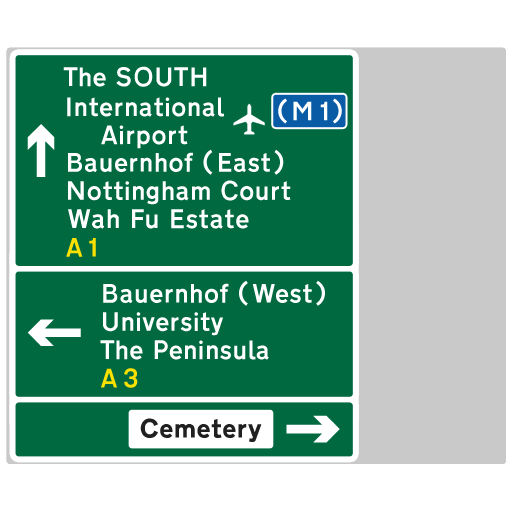 The SOUTH
International (M 1)
Airport
Bauernhof (East)
Nottingham Court
Wah Fu Estate
A 1
Bauernhof (West)
University
The Peninsula
A 3
Cemetery